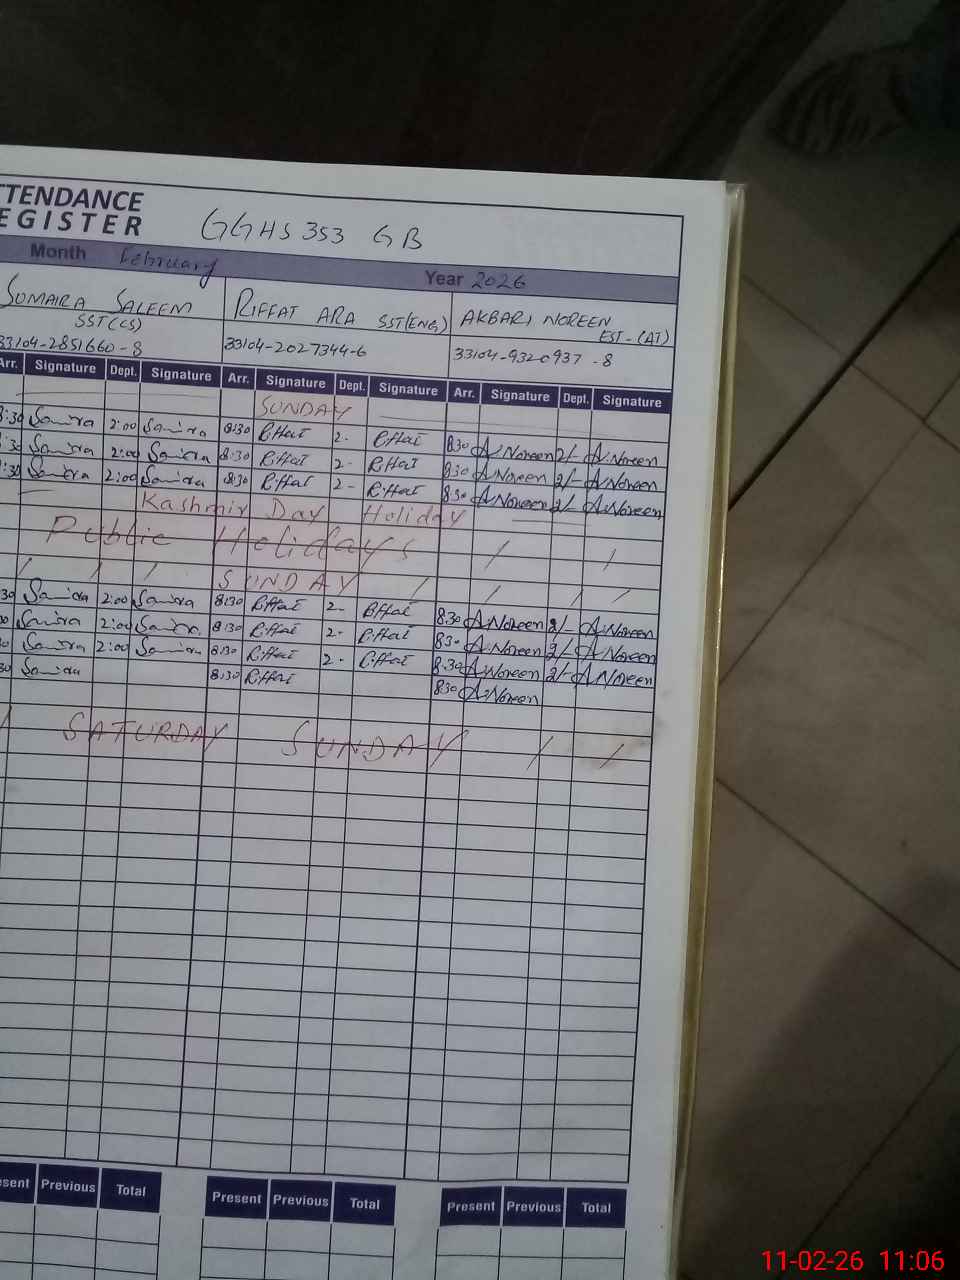 TTENDANCE
EGISTER GGHS 353 GB
Month February Year 2026
SUMAIRA SALEEM RIFFAT ARA SST(ENG) AKBARI NOREEN
SST(CS) EST-(AT)
33104-2851660-8 33104-2027344-6 33104-9320937-8
Arr. Signature Dept. Signature Arr. Signature Dept. Signature Arr. Signature Dept. Signature
SUNDAY
8:30 Samira 2:00 Samira 8:30 Riffat 2- Riffat 8:30 A.Noreen 2/- A.Noreen
:30 Samira 2:00 Samira 8:30 Riffat 2- Riffat 8:30 A.Noreen 2/- A.Noreen
:30 Samira 2:00 Samira 8:30 Riffat 2- Riffat 8:30 A.Noreen 2/- A.Noreen
Kashmir Day Holiday
Public Holidays / /
/ / / SUNDAY / / / /
30 Samira 2:00 Samira 8:30 Riffat 2- Riffat 8:30 A.Noreen 2/- A.Noreen
Samira 2:00 Samira 8:30 Riffat 2- Riffat 8:30 A.Noreen 2/- A.Noreen
Samira 2:00 Samira 8:30 Riffat 2- Riffat 8:30 A.Noreen 2/- A.Noreen
30 Samira 8:30 Riffat 8:30 A.Noreen
/ SATURDAY SUNDAY / /
esent Previous Total Present Previous Total Present Previous Total
11-02-26 11:06